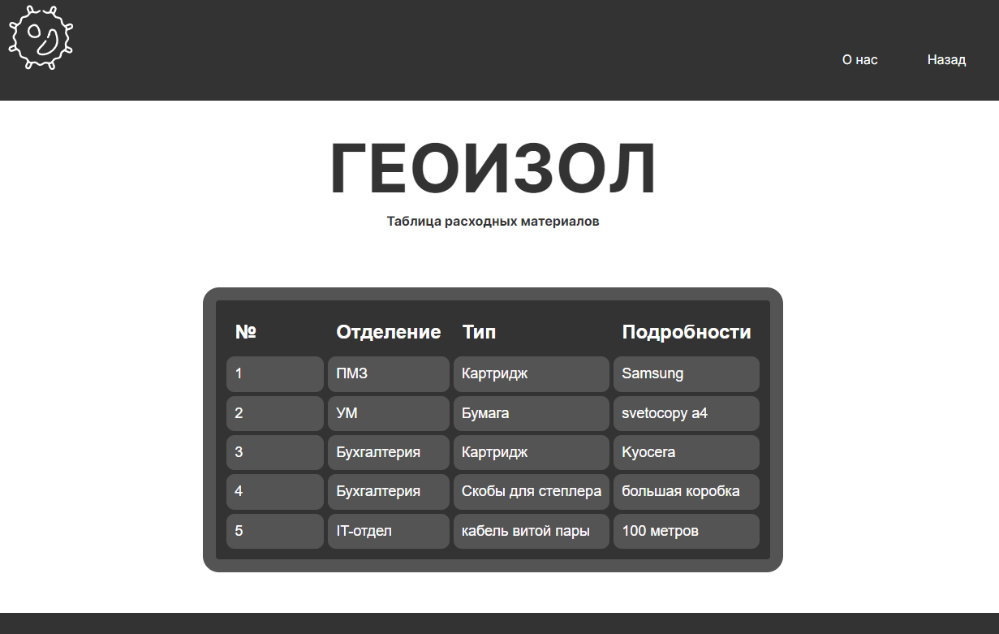 О нас Назад
ГЕОИЗОЛ
Таблица расходных материалов
№ Отделение Тип Подробности
1 ПМЗ Картридж Samsung
2 УМ Бумага svetocopy a4
3 Бухгалтерия Картридж Kyocera
4 Бухгалтерия Скобы для степлера большая коробка
5 IT-отдел кабель витой пары 100 метров